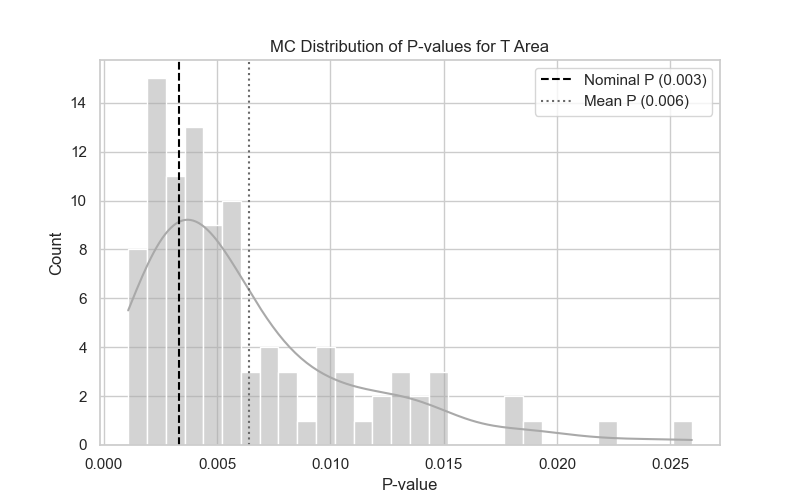 MC Distribution of P-values for T Area
Nominal P (0.003)
Mean P (0.006)
14
12
10
8
6
4
2
0
Count
0.000 0.005 0.010 0.015 0.020 0.025
P-value